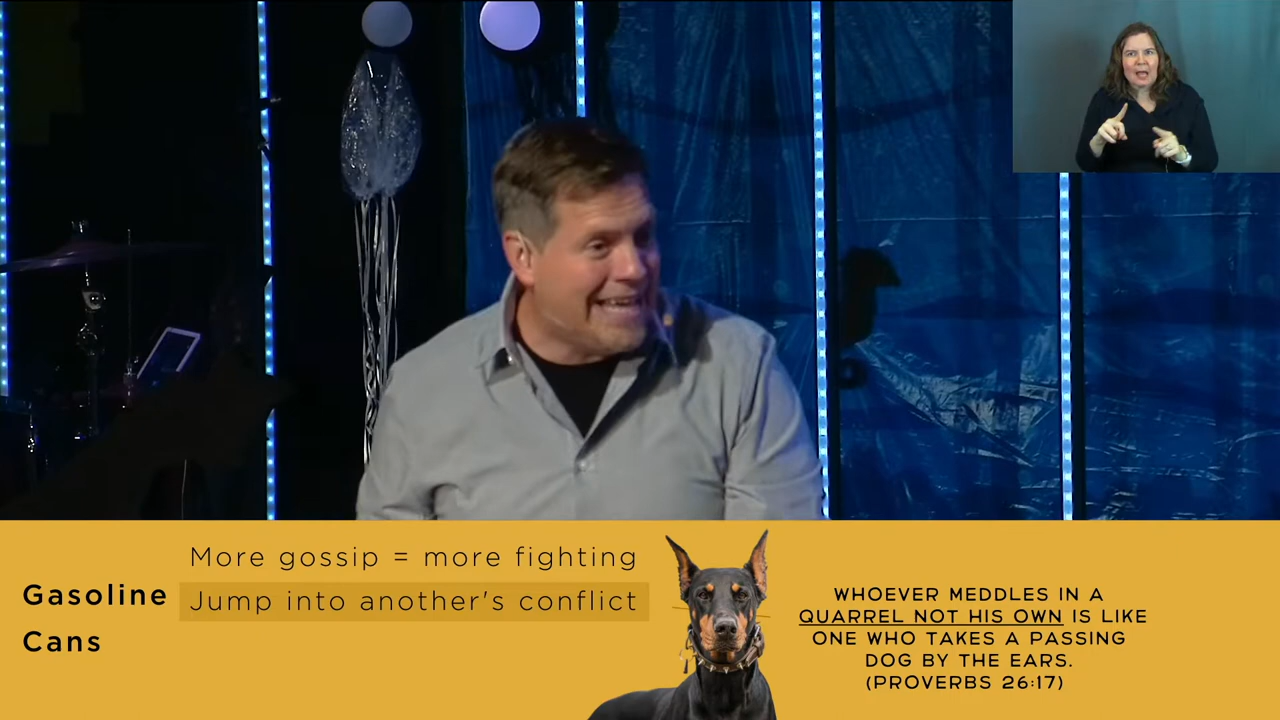 Gasoline
Cans
More gossip = more fighting
Jump into another's conflict
WHOEVER MEDDLES IN A
QUARREL NOT HIS OWN IS LIKE
ONE WHO TAKES A PASSING
DOG BY THE EARS.
(PROVERBS 26:17)